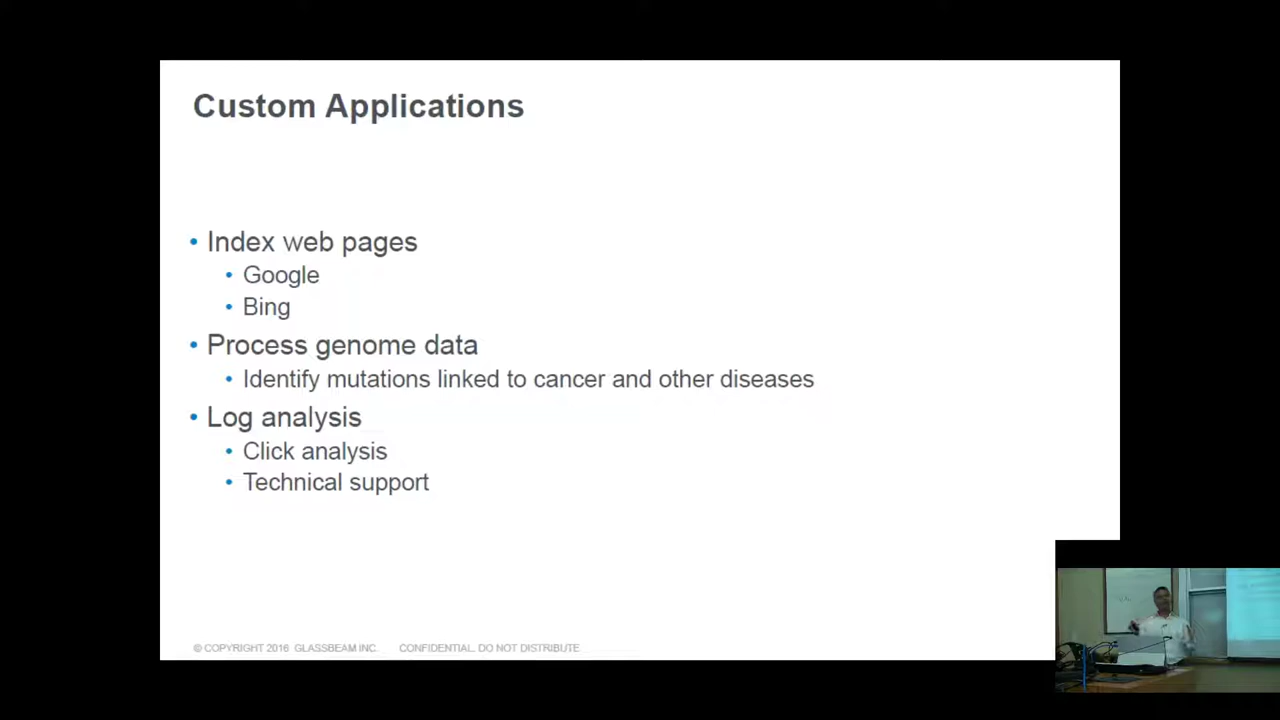 Custom Applications
• Index web pages
• Google
• Bing
• Process genome data
• Identify mutations linked to cancer and other diseases
• Log analysis
• Click analysis
• Technical support
© COPYRIGHT 2016 GLASSBEAM INC. CONFIDENTIAL. DO NOT DISTRIBUTE